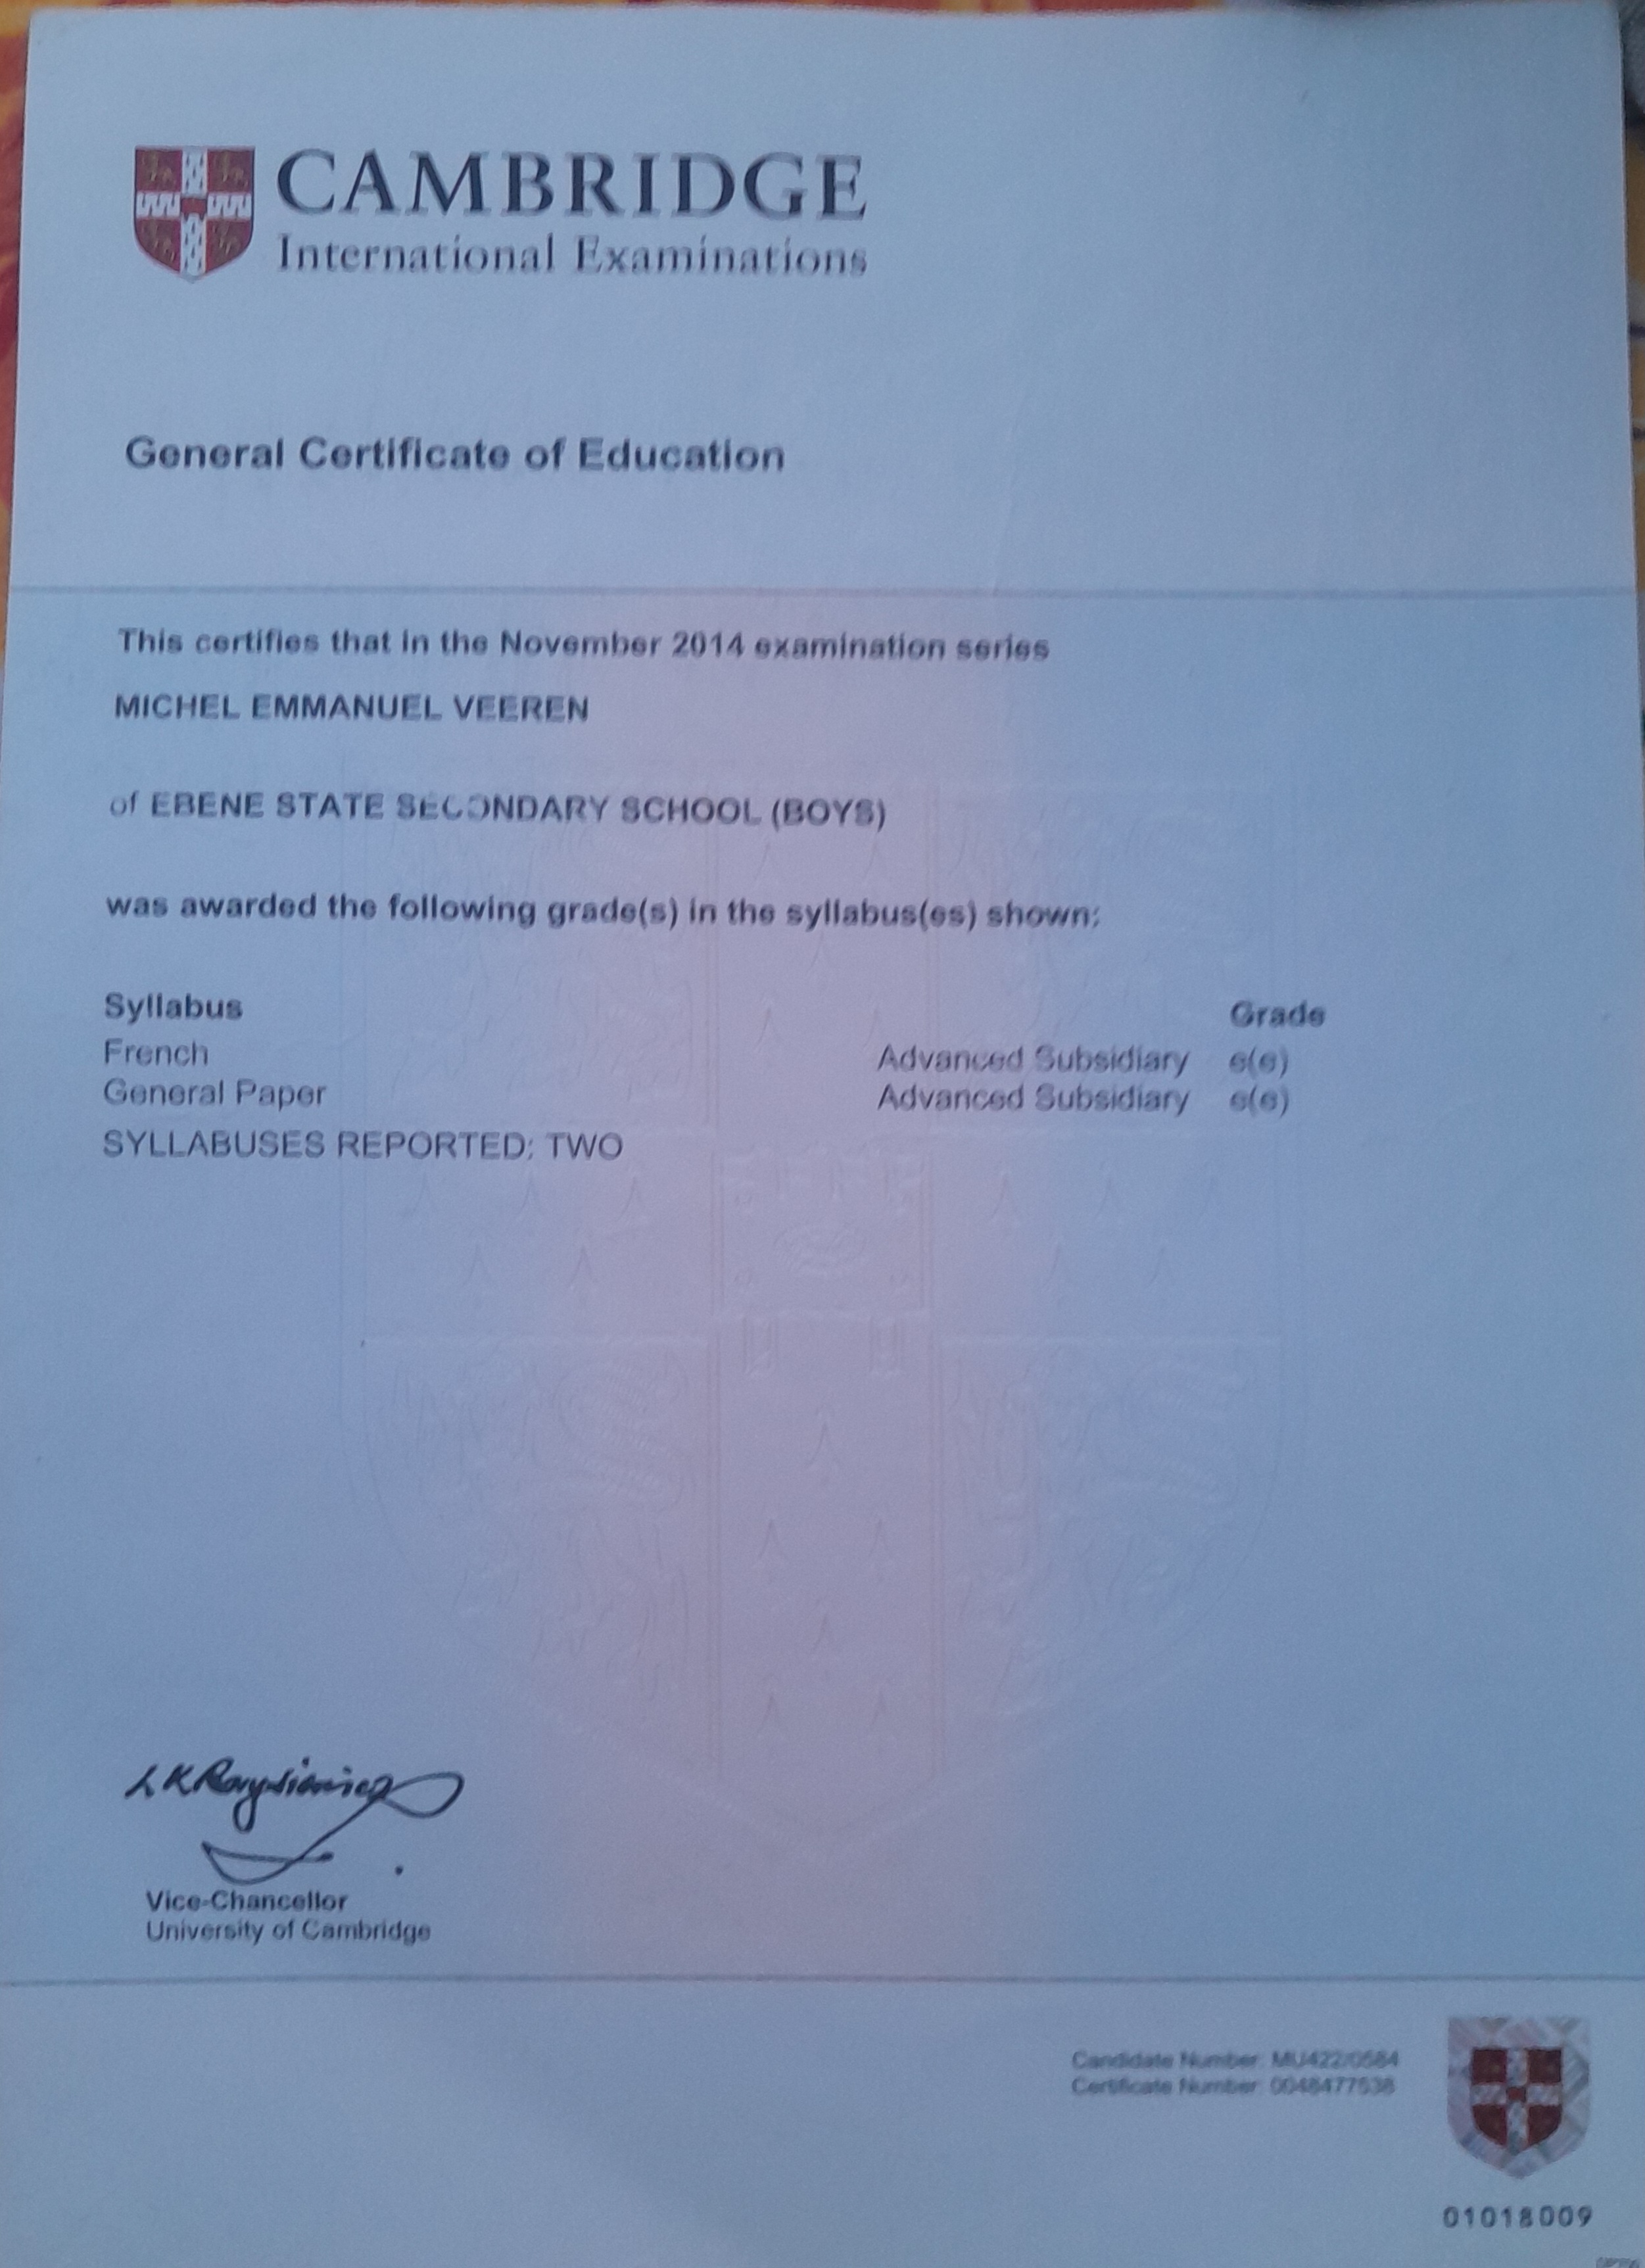 CAMBRIDGE
International Examinations
General Certificate of Education
This certifies that in the November 2014 examination series
MICHEL EMMANUEL VEEREN
of EBENE STATE SECONDARY SCHOOL (BOYS)
was awarded the following grade(s) in the syllabus(es) shown:
Syllabus Grade
French Advanced Subsidiary e(e)
General Paper Advanced Subsidiary e(e)
SYLLABUSES REPORTED: TWO
Vice-Chancellor
University of Cambridge
Candidate Number: MU422/0584
Certificate Number: 0048477538
01018009